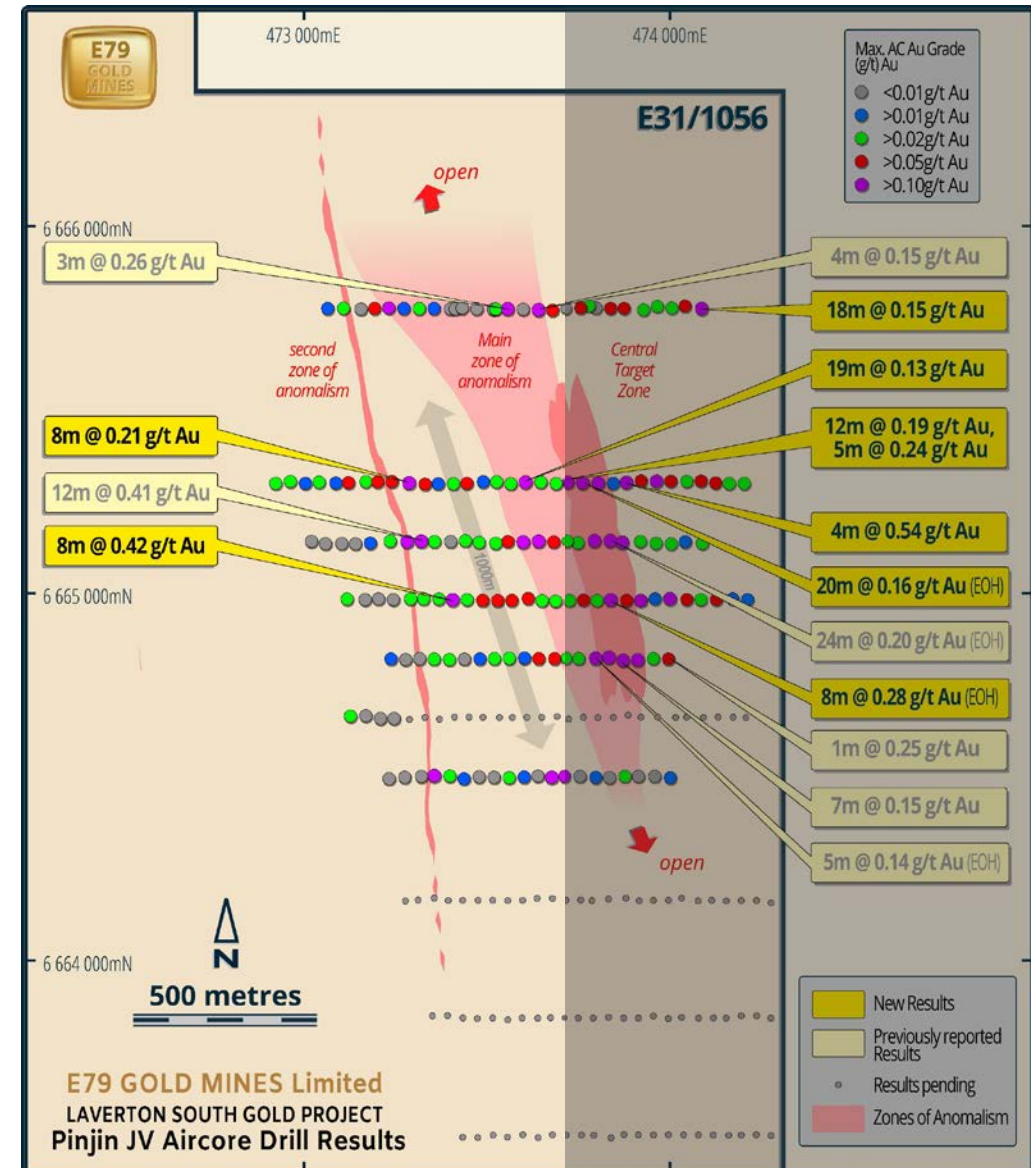 E79
GOLD
MINES
473 000mE
474 000mE
Max. AC Au Grade
(g/t) Au
<0.01g/t Au
>0.01g/t Au
>0.02g/t Au
>0.05g/t Au
>0.10g/t Au
E31/1056
open
6 666 000mN
3m @ 0.26 g/t Au
4m @ 0.15 g/t Au
18m @ 0.15 g/t Au
second
zone of
anomalism
Main
zone of
anomalism
Central
Target
Zone
19m @ 0.13 g/t Au
8m @ 0.21 g/t Au
12m @ 0.19 g/t Au,
5m @ 0.24 g/t Au
12m @ 0.41 g/t Au
4m @ 0.54 g/t Au
8m @ 0.42 g/t Au
1000m
20m @ 0.16 g/t Au (EOH)
6 665 000mN
24m @ 0.20 g/t Au (EOH)
8m @ 0.28 g/t Au (EOH)
1m @ 0.25 g/t Au
7m @ 0.15 g/t Au
5m @ 0.14 g/t Au (EOH)
open
N
6 664 000mN
500 metres
New Results
Previously reported
Results
Results pending
Zones of Anomalism
E79 GOLD MINES Limited
LAVERTON SOUTH GOLD PROJECT
Pinjin JV Aircore Drill Results